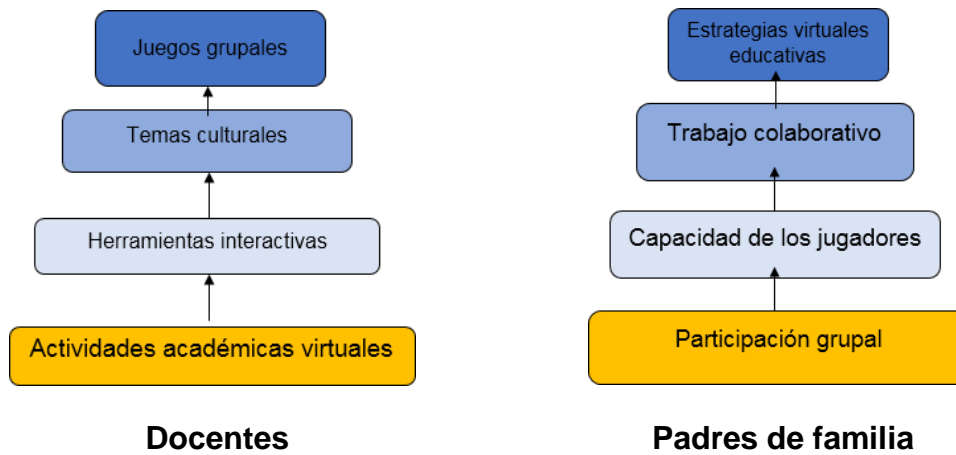 Juegos grupales
Temas culturales
Herramientas interactivas
Actividades académicas virtuales
Docentes
Estrategias virtuales
educativas
Trabajo colaborativo
Capacidad de los jugadores
Participación grupal
Padres de familia